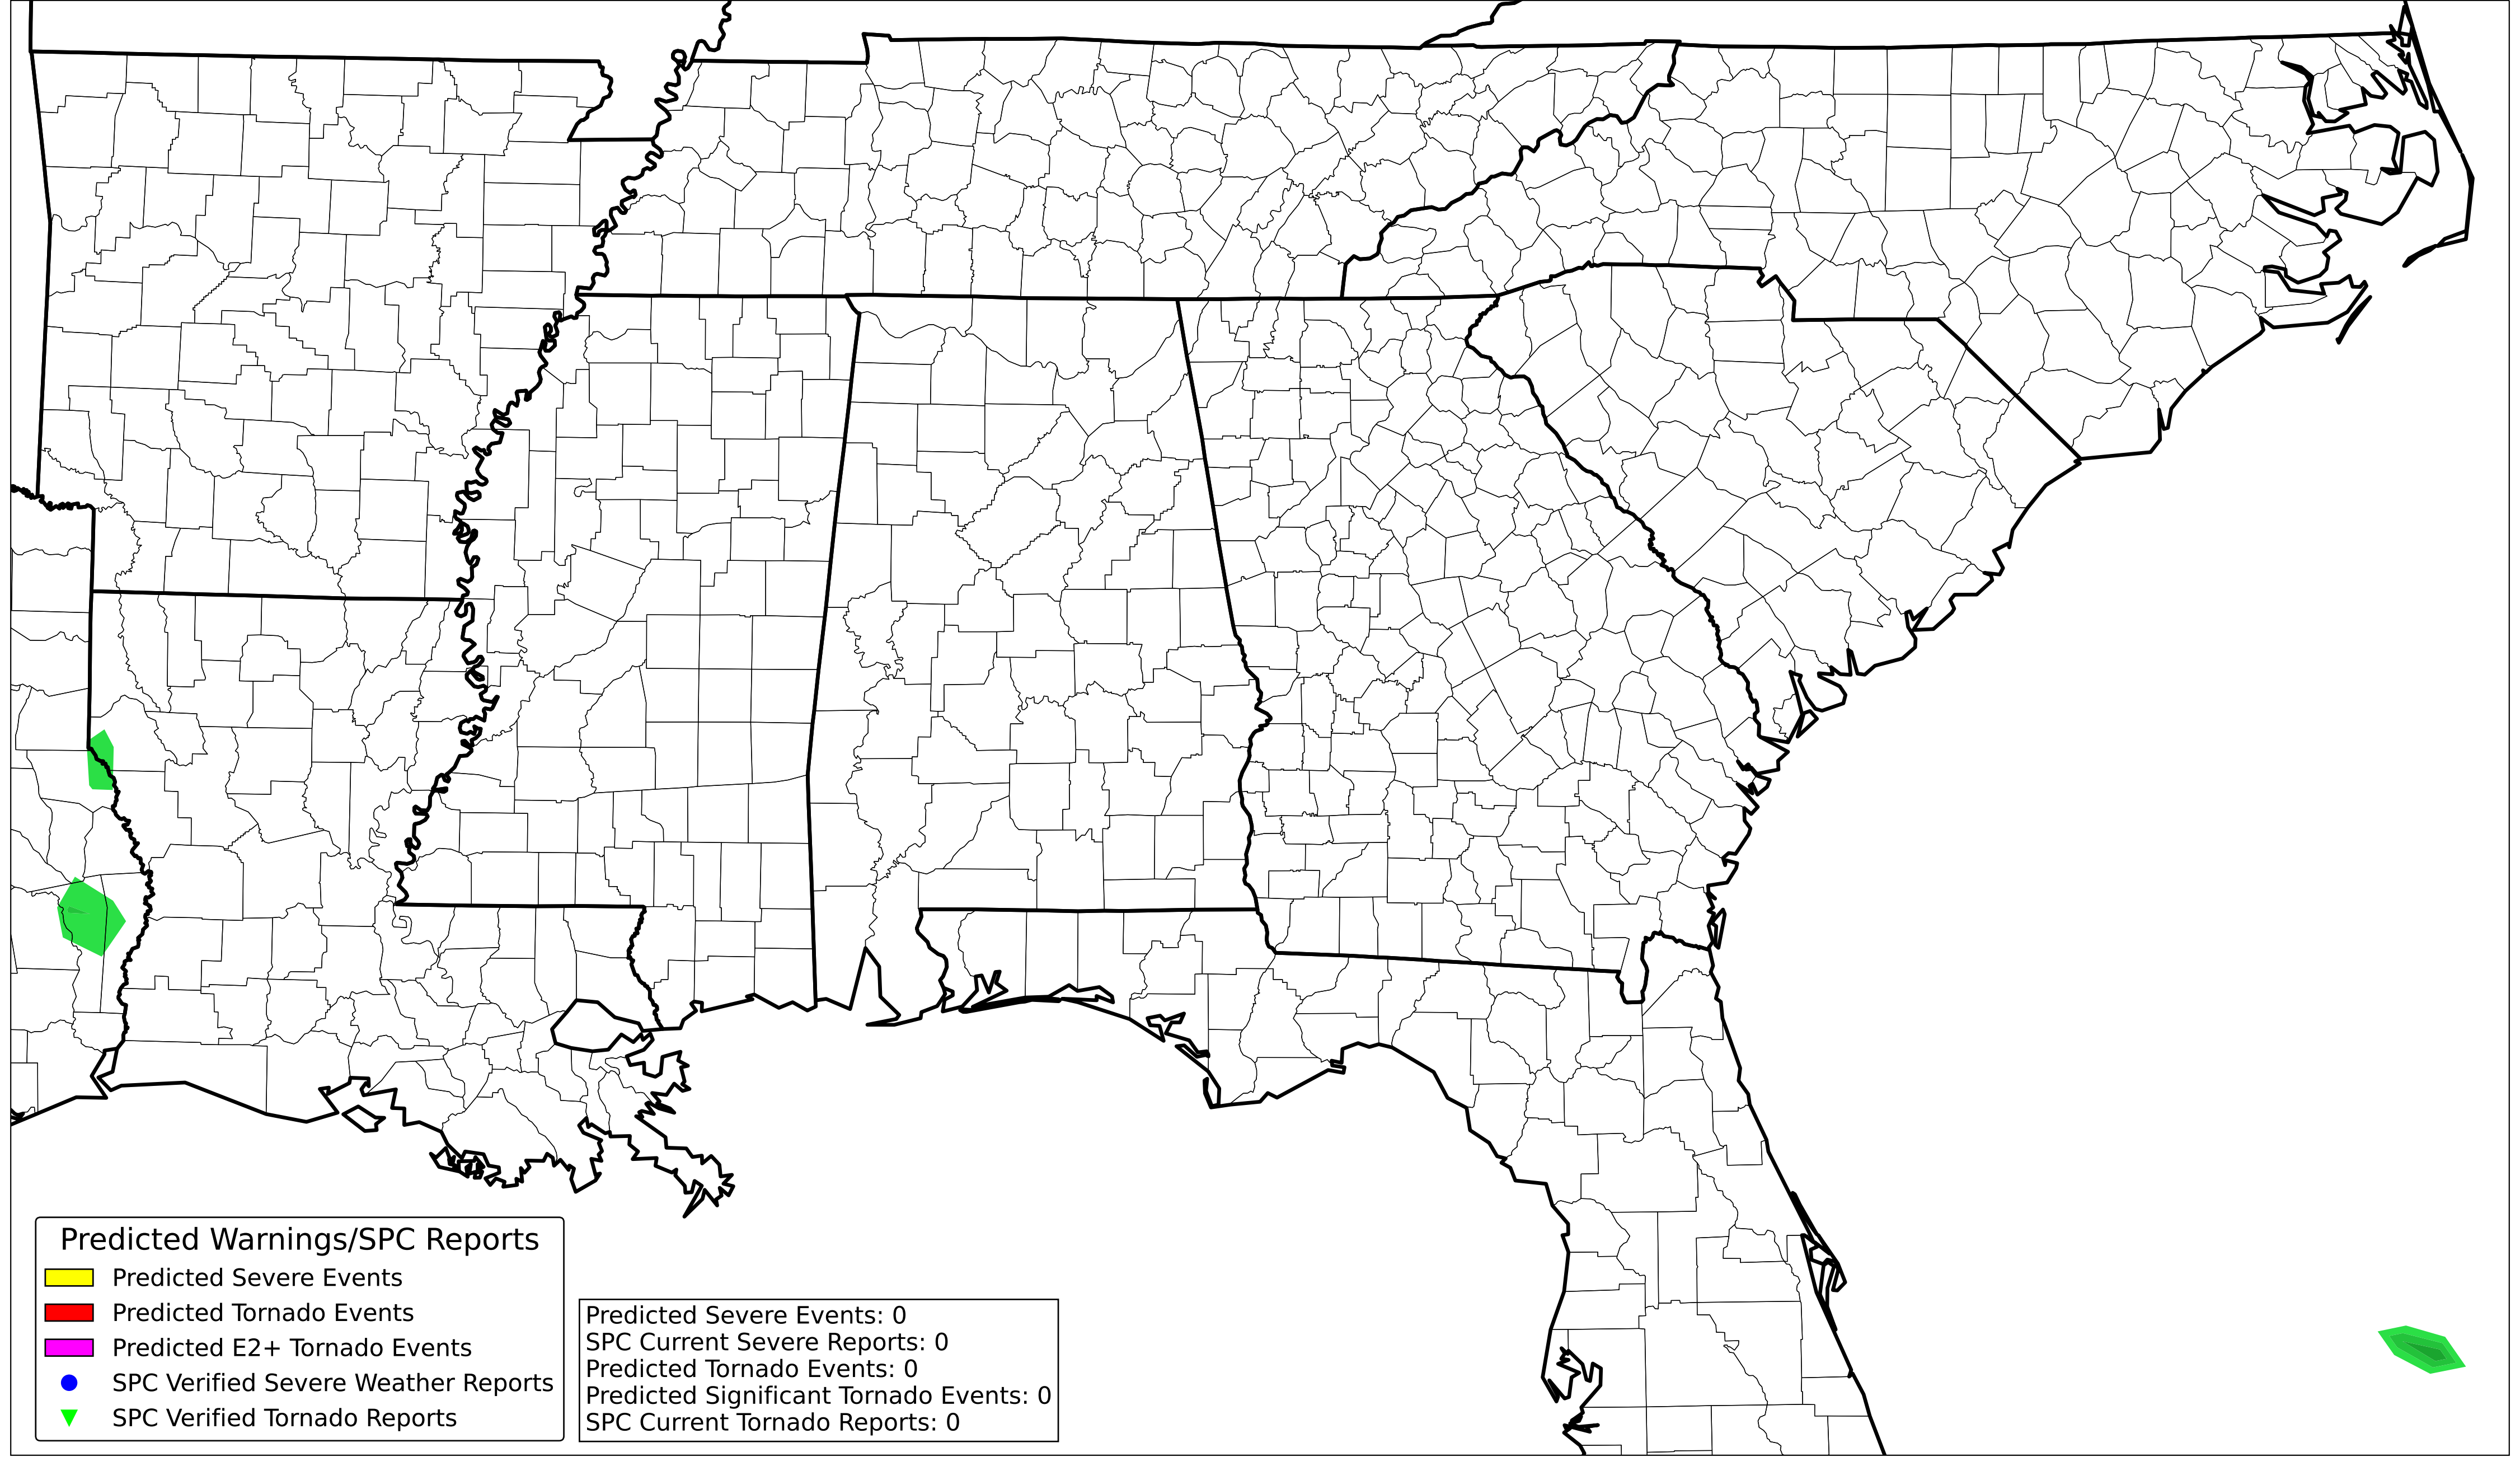 Predicted Warnings/SPC Reports
Predicted Severe Events
Predicted Tornado Events
Predicted E2+ Tornado Events
SPC Verified Severe Weather Reports
SPC Verified Tornado Reports
Predicted Severe Events: 0
SPC Current Severe Reports: 0
Predicted Tornado Events: 0
Predicted Significant Tornado Events: 0
SPC Current Tornado Reports: 0